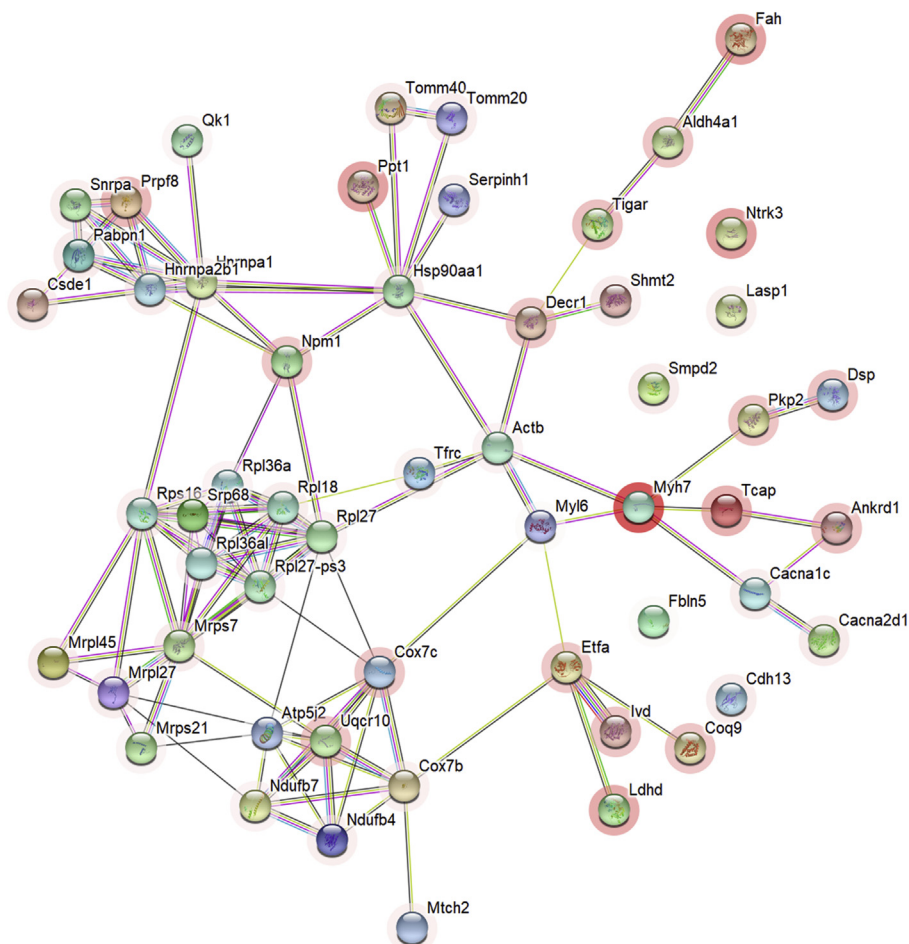 Fah
Tomm40
Tomm20
Qk1
Aldh4a1
Ppt1
Snrpa
Prpf8
Serpinh1
Tigar
Ntrk3
Pabpn1
Hnrnpa1
Hnrnpa2b1
Hsp90aa1
Csde1
Decr1
Shmt2
Lasp1
Npm1
Smpd2
Dsp
Pkp2
Actb
Tfrc
Rpl36a
Rpl18
Rps16
Srp68
Myh7
Tcap
Myl6
Ankrd1
Rpl27
Rpl36al
Rpl27-ps3
Cacna1c
Fbln5
Cacna2d1
Mrps7
Mrpl45
Cox7c
Etfa
Mrpl27
Cdh13
Atp5j2
Uqcr10
Ivd
Mrps21
Coq9
Cox7b
Ndufb7
Ldhd
Ndufb4
Mtch2